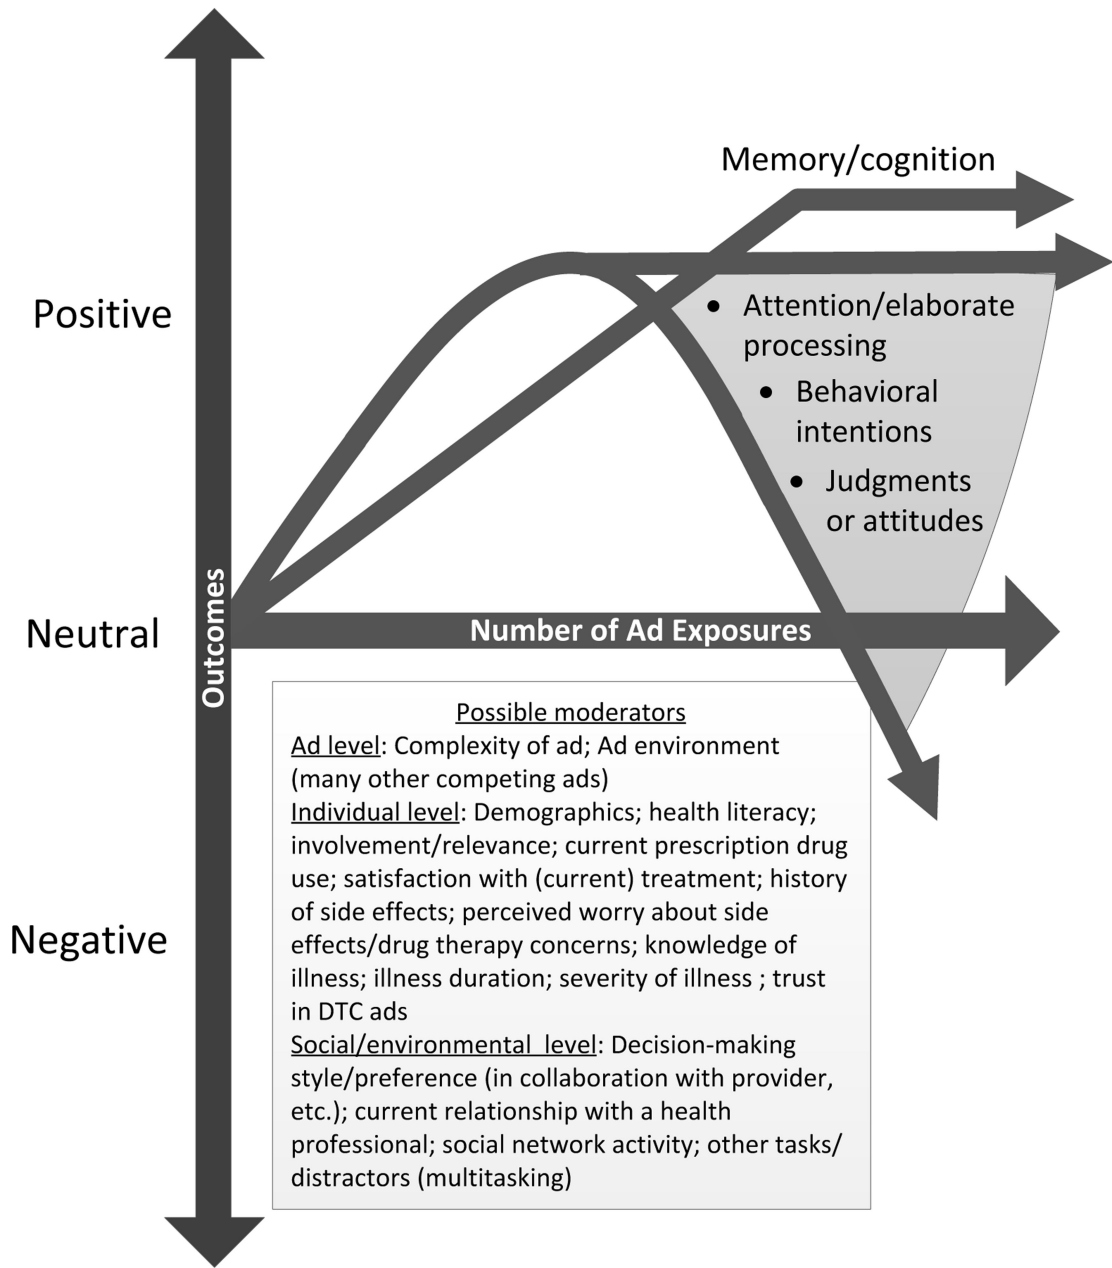 Memory/cognition
Positive
• Attention/elaborate
processing
• Behavioral
intentions
• Judgments
or attitudes
Outcomes
Neutral
Number of Ad Exposures
Possible moderators
Ad level: Complexity of ad; Ad environment
(many other competing ads)
Individual level: Demographics; health literacy;
involvement/relevance; current prescription drug
use; satisfaction with (current) treatment; history
of side effects; perceived worry about side
effects/drug therapy concerns; knowledge of
illness; illness duration; severity of illness ; trust
in DTC ads
Social/environmental  level: Decision-making
style/preference (in collaboration with provider,
etc.); current relationship with a health
professional; social network activity; other tasks/
distractors (multitasking)
Negative